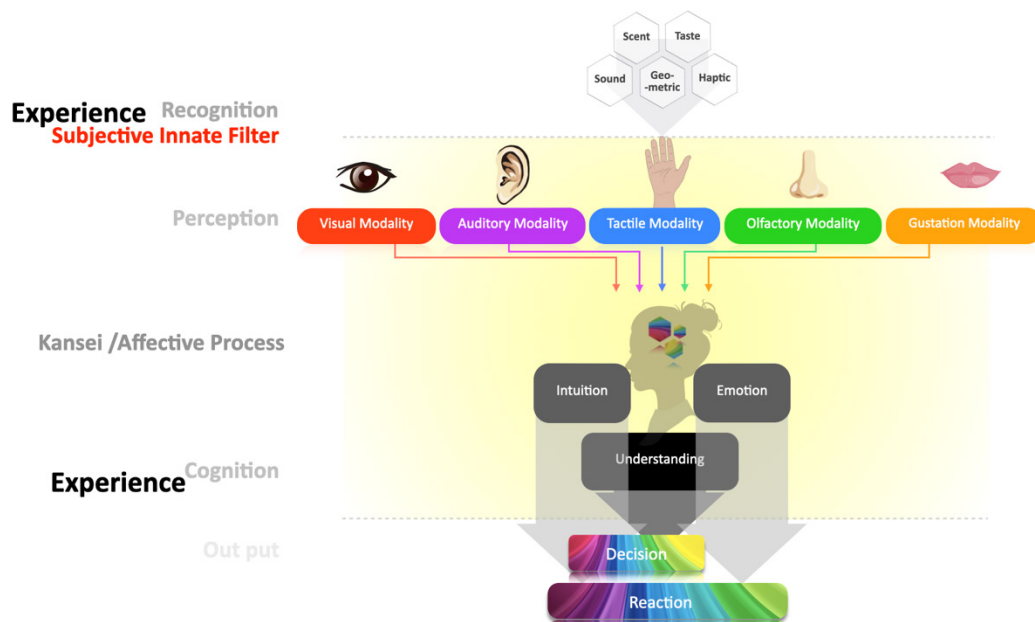 Scent
Taste
Sound
Geo-
-metric
Haptic
Experience Recognition
Subjective Innate Filter
Perception
Visual Modality
Auditory Modality
Tactile Modality
Olfactory Modality
Gustation Modality
Kansei /Affective Process
Intuition
Emotion
Understanding
Experience Cognition
Out put
Decision
Reaction